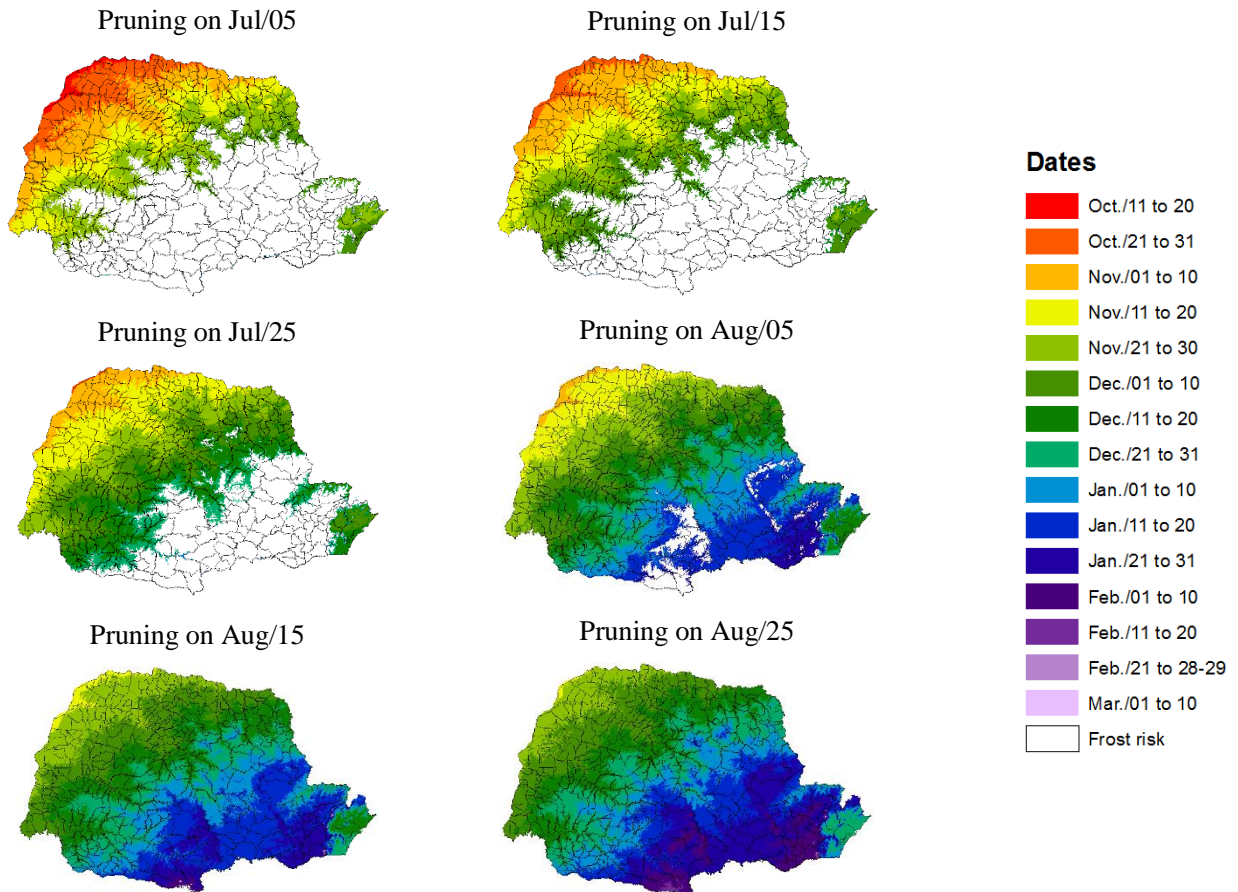 Pruning on Jul/05
Pruning on Jul/15
Pruning on Jul/25
Pruning on Aug/05
Pruning on Aug/15
Pruning on Aug/25
Dates
Oct./11 to 20
Oct./21 to 31
Nov./01 to 10
Nov./11 to 20
Nov./21 to 30
Dec./01 to 10
Dec./11 to 20
Dec./21 to 31
Jan./01 to 10
Jan./11 to 20
Jan./21 to 31
Feb./01 to 10
Feb./11 to 20
Feb./21 to 28-29
Mar./01 to 10
Frost risk